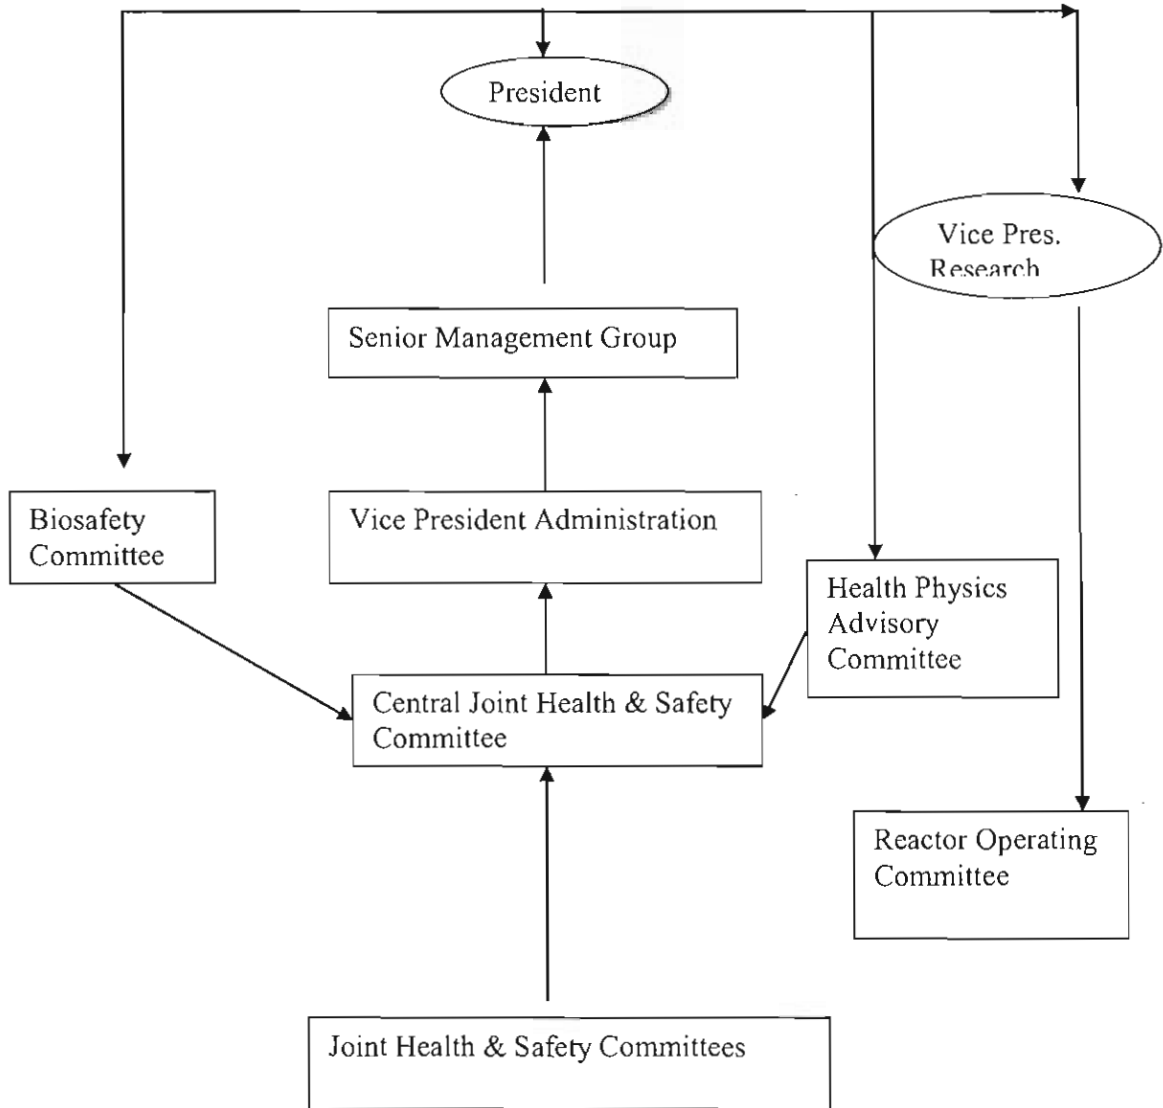 President
Vice Pres.
Research
Senior Management Group
Biosafety
Committee
Vice President Administration
Health Physics
Advisory
Committee
Central Joint Health & Safety
Committee
Reactor Operating
Committee
Joint Health & Safety Committees